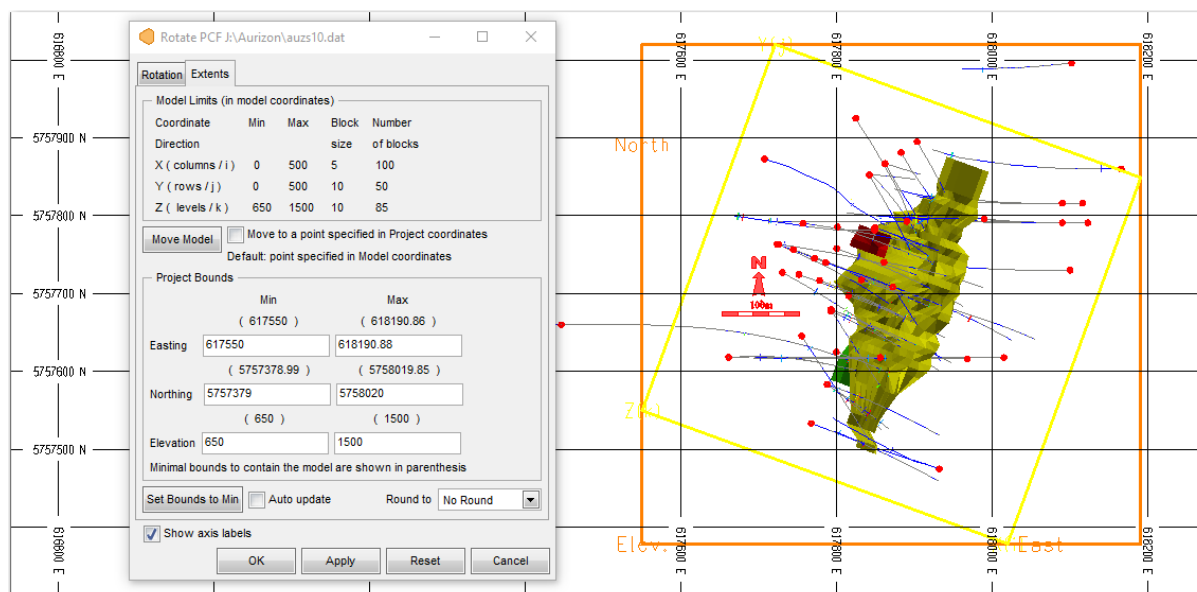 Rotate PCF J:\Aurizon\auzs10.dat
Rotation Extents
Model Limits (in model coordinates)
Coordinate Min Max Block Number
Direction size of blocks
X ( columns / i ) 0 500 5 100
Y ( rows / j ) 0 500 10 50
Z ( levels / k ) 650 1500 10 85
Move Model Move to a point specified in Project coordinates
Default: point specified in Model coordinates
Project Bounds
Min Max
( 617550 ) ( 618190.86 )
Easting 617550 618190.88
( 5757378.99 ) ( 5758019.85 )
Northing 5757379 5758020
( 650 ) ( 1500 )
Elevation 650 1500
Minimal bounds to contain the model are shown in parenthesis
Set Bounds to Min Auto update Round to No Round
Show axis labels
OK Apply Reset Cancel
617600 E
617800 E
618000 E
618200 E
5757900 N
5757800 N
5757700 N
5757600 N
5757500 N
617600 E
617800 E
618000 E
618200 E
North
N
100m
Elev.
East